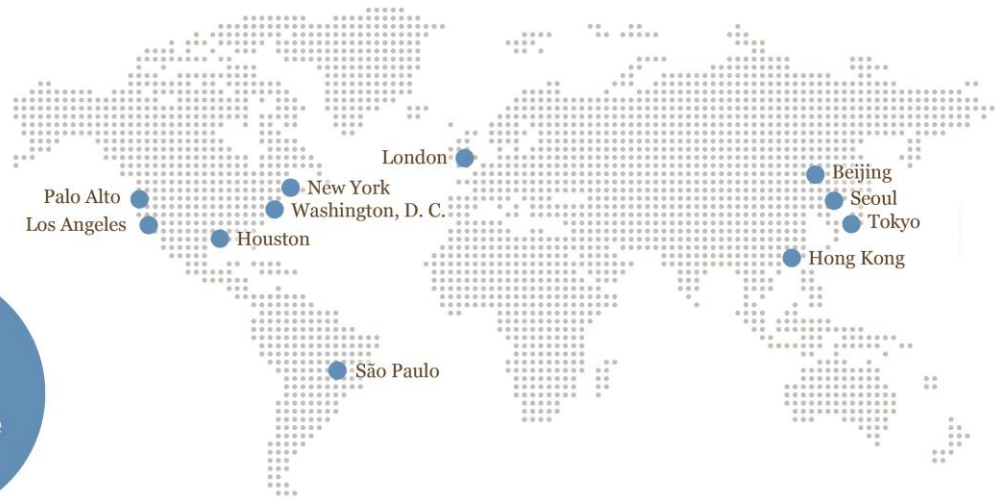 London
Beijing
New York
Palo Alto
Seoul
Washington, D. C.
Tokyo
Los Angeles
Houston
Hong Kong
São Paulo